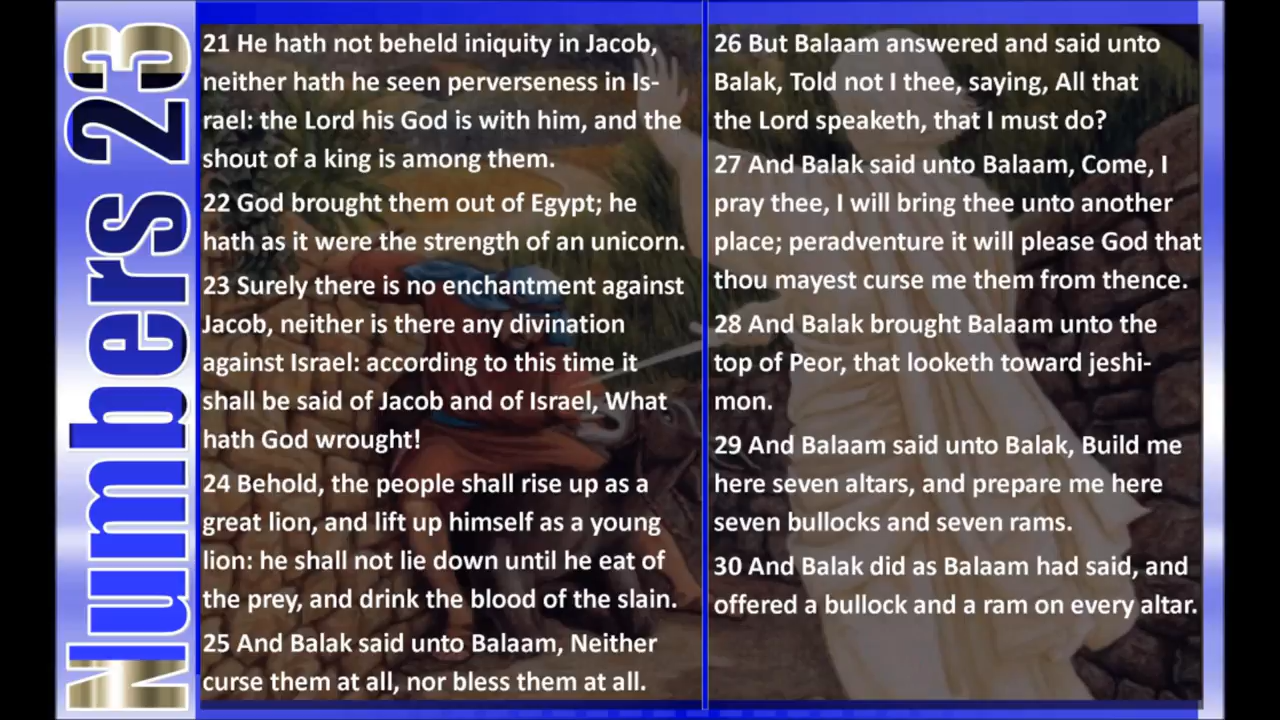 Numbers 23
21 He hath not beheld iniquity in Jacob,
neither hath he seen perverseness in Is-
rael: the Lord his God is with him, and the
shout of a king is among them.
22 God brought them out of Egypt; he
hath as it were the strength of an unicorn.
23 Surely there is no enchantment against
Jacob, neither is there any divination
against Israel: according to this time it
shall be said of Jacob and of Israel, What
hath God wrought!
24 Behold, the people shall rise up as a
great lion, and lift up himself as a young
lion: he shall not lie down until he eat of
the prey, and drink the blood of the slain.
25 And Balak said unto Balaam, Neither
curse them at all, nor bless them at all.
26 But Balaam answered and said unto
Balak, Told not I thee, saying, All that
the Lord speaketh, that I must do?
27 And Balak said unto Balaam, Come, I
pray thee, I will bring thee unto another
place; peradventure it will please God that
thou mayest curse me them from thence.
28 And Balak brought Balaam unto the
top of Peor, that looketh toward jeshi-
mon.
29 And Balaam said unto Balak, Build me
here seven altars, and prepare me here
seven bullocks and seven rams.
30 And Balak did as Balaam had said, and
offered a bullock and a ram on every altar.